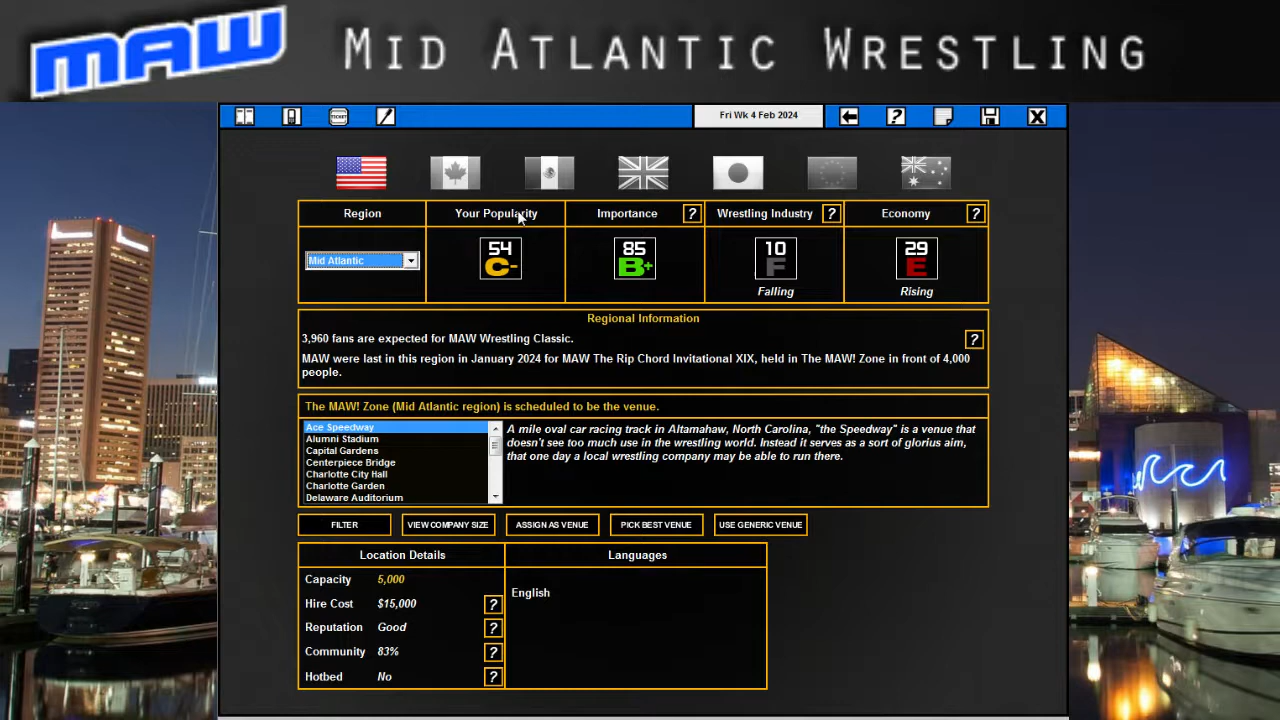 MAW MID ATLANTIC WRESTLING
TICKET Fri Wk 4 Feb 2024 ?
Region Your Popularity Importance ? Wrestling Industry ? Economy ?
Mid Atlantic
54 85 10 29
C- B+ F E
Falling Rising
Regional Information
3,960 fans are expected for MAW Wrestling Classic. ?
MAW were last in this region in January 2024 for MAW The Rip Chord Invitational XIX, held in The MAW! Zone in front of 4,000
people.
The MAW! Zone (Mid Atlantic region) is scheduled to be the venue.
Ace Speedway
Alumni Stadium
Capital Gardens
Centerpiece Bridge
Charlotte City Hall
Charlotte Garden
Delaware Auditorium
A mile oval car racing track in Altamahaw, North Carolina, "the Speedway" is a venue that
doesn't see too much use in the wrestling world. Instead it serves as a sort of glorius aim,
that one day a local wrestling company may be able to run there.
FILTER VIEW COMPANY SIZE ASSIGN AS VENUE PICK BEST VENUE USE GENERIC VENUE
Location Details Languages
Capacity 5,000
Hire Cost $15,000 ?
Reputation Good ?
Community 83% ?
Hotbed No ?
English